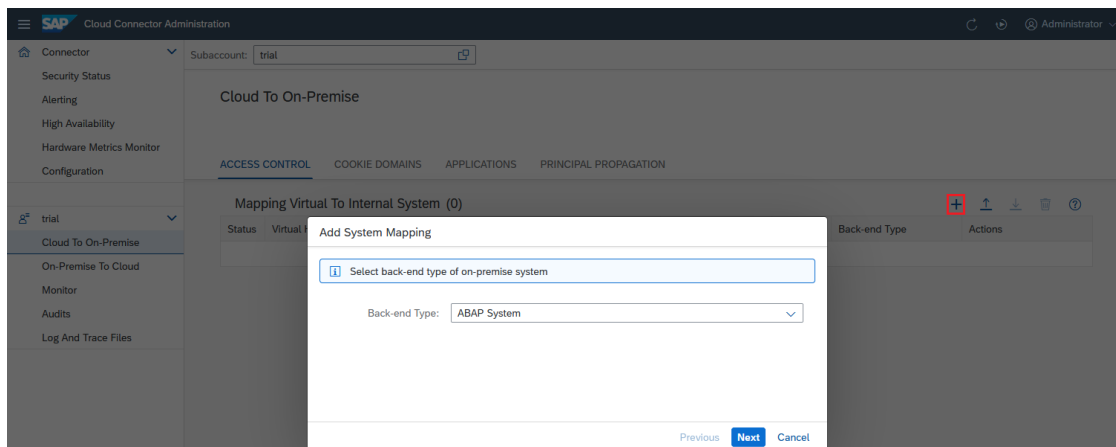 SAP Cloud Connector Administration
Administrator
Connector
Security Status
Alerting
High Availability
Hardware Metrics Monitor
Configuration
trial
Cloud To On-Premise
On-Premise To Cloud
Monitor
Audits
Log And Trace Files
Subaccount: trial
Cloud To On-Premise
ACCESS CONTROL COOKIE DOMAINS APPLICATIONS PRINCIPAL PROPAGATION
Mapping Virtual To Internal System (0)
Status Virtual Back-end Type Actions
Add System Mapping
Select back-end type of on-premise system
Back-end Type: ABAP System
Previous Next Cancel